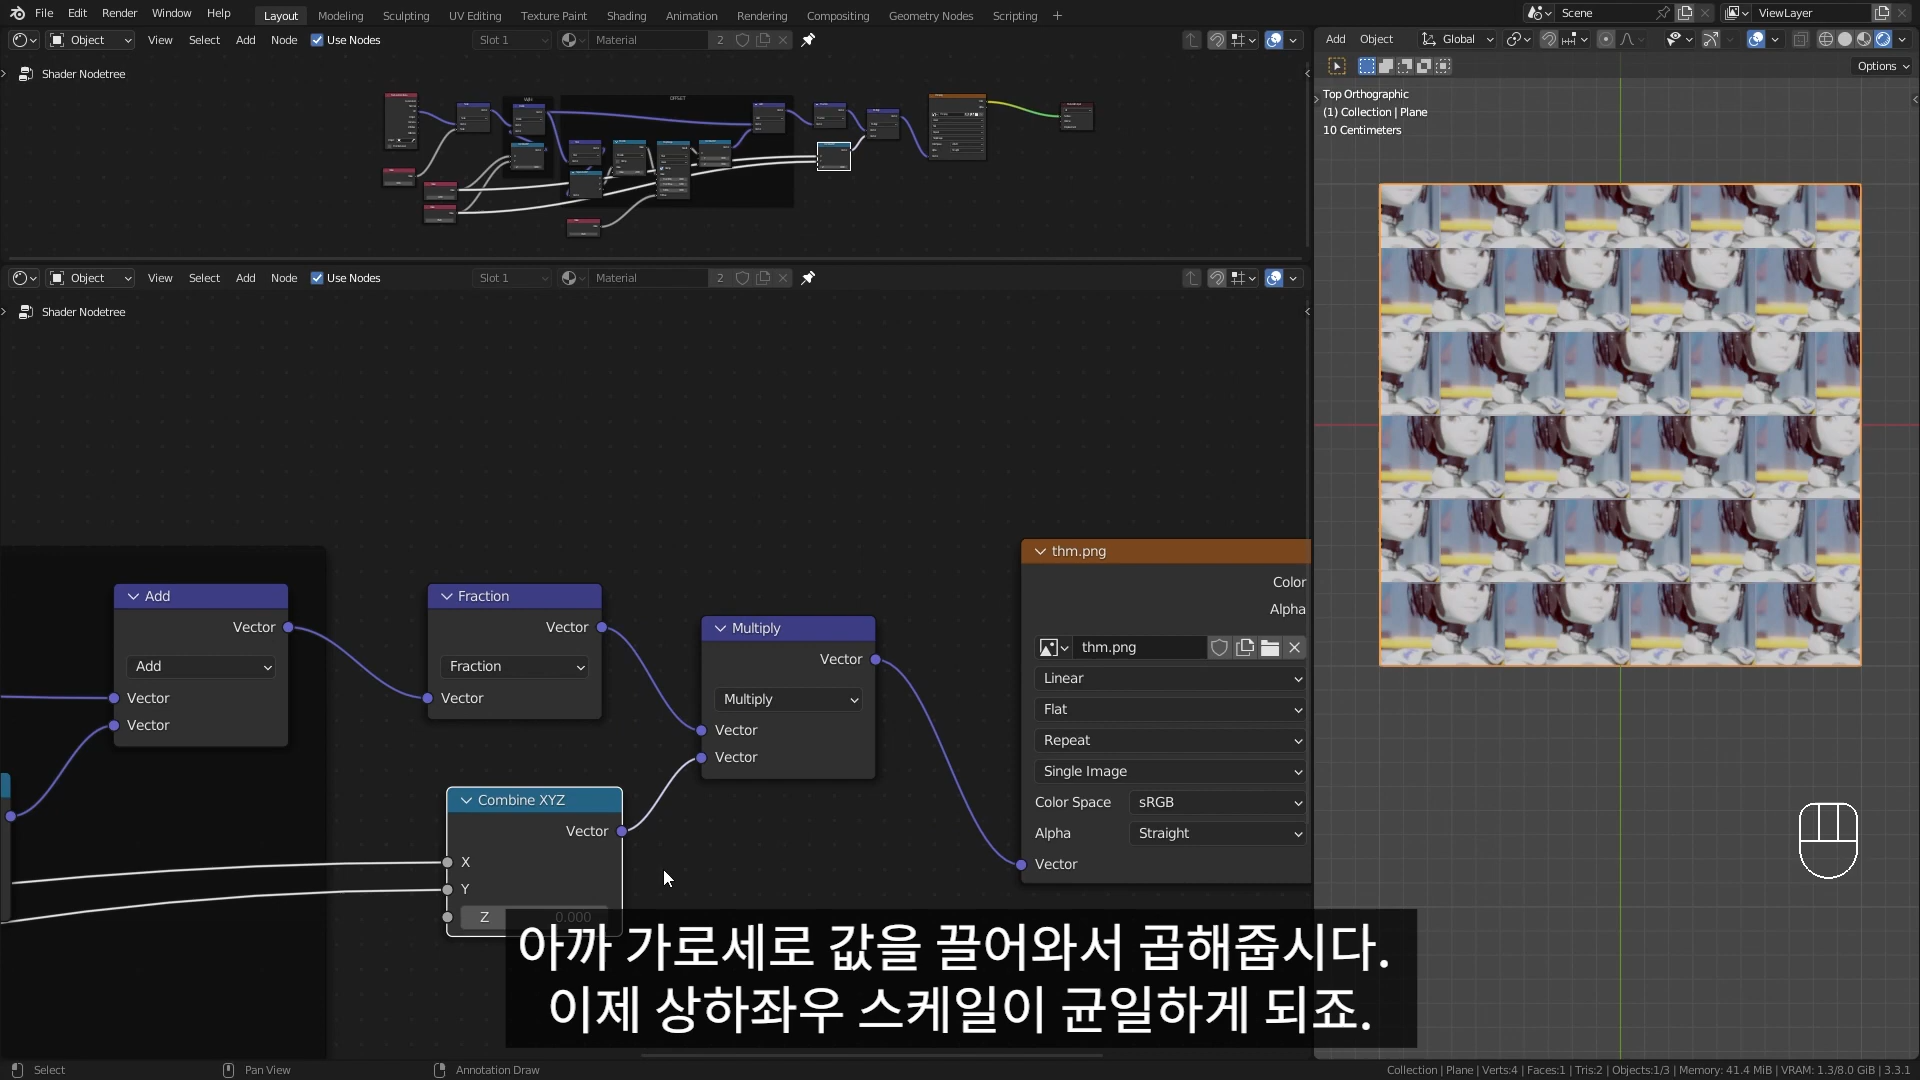 File Edit Render Window Help Layout Modeling Sculpting UV Editing Texture Paint Shading Animation Rendering Compositing Geometry Nodes Scripting + Scene ViewLayer
Object View Select Add Node Use Nodes Slot 1 Material 2
Add Object Global
Options
Shader Nodetree
OFFSET
Top Orthographic
(1) Collection | Plane
10 Centimeters
Object View Select Add Node Use Nodes Slot 1 Material 2
Shader Nodetree
Add
Vector
Add
Vector
Vector
Fraction
Vector
Fraction
Vector
Multiply
Vector
Multiply
Vector
Vector
Combine XYZ
Vector
X
Y
Z 0.000
thm.png
Color
Alpha
thm.png
Linear
Flat
Repeat
Single Image
Color Space sRGB
Alpha Straight
Vector
아까 가로세로 값을 끌어와서 곱해줍시다.
이제 상하좌우 스케일이 균일하게 되죠.
Select Pan View Annotation Draw Collection | Plane | Verts:4 | Faces:1 | Tris:2 | Objects:1/3 | Memory: 41.4 MiB | VRAM: 1.3/8.0 GiB | 3.3.1